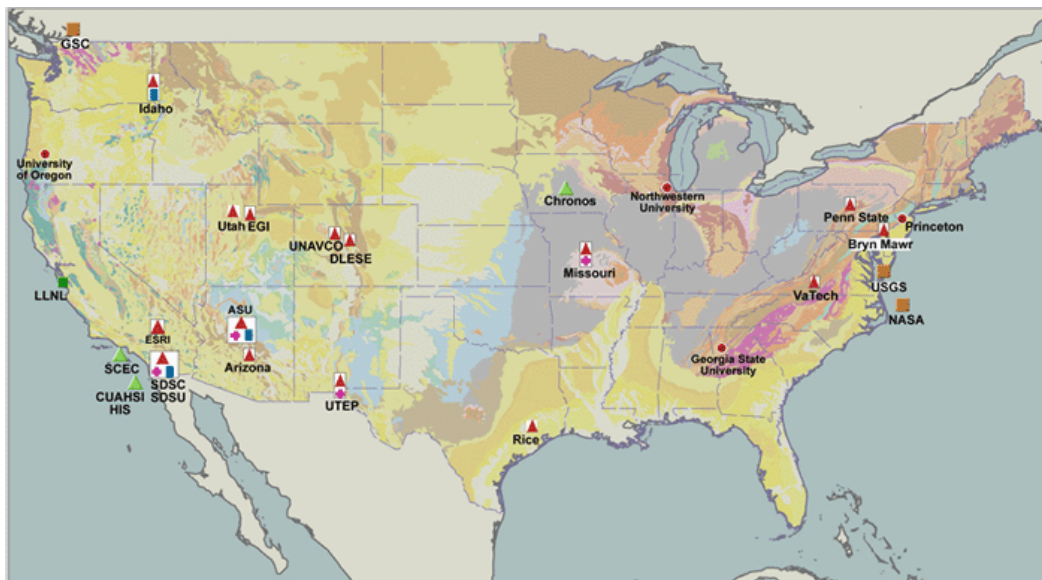 GSC
Idaho
University
of Oregon
Chronos
Northwestern
University
Penn State
Princeton
Utah EGI
UNAVCO
DLESE
Bryn Mawr
Missouri
LLNL
VaTech
USGS
NASA
ASU
ESRI
SCEC
Arizona
Georgia State
University
SDSC
SDSU
CUAHSI
HIS
UTEP
Rice